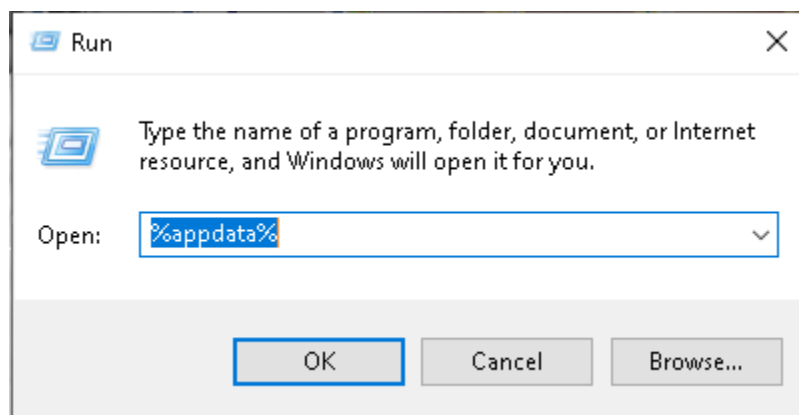 Run
Type the name of a program, folder, document, or Internet
resource, and Windows will open it for you.
Open: %appdata%
OK Cancel Browse...